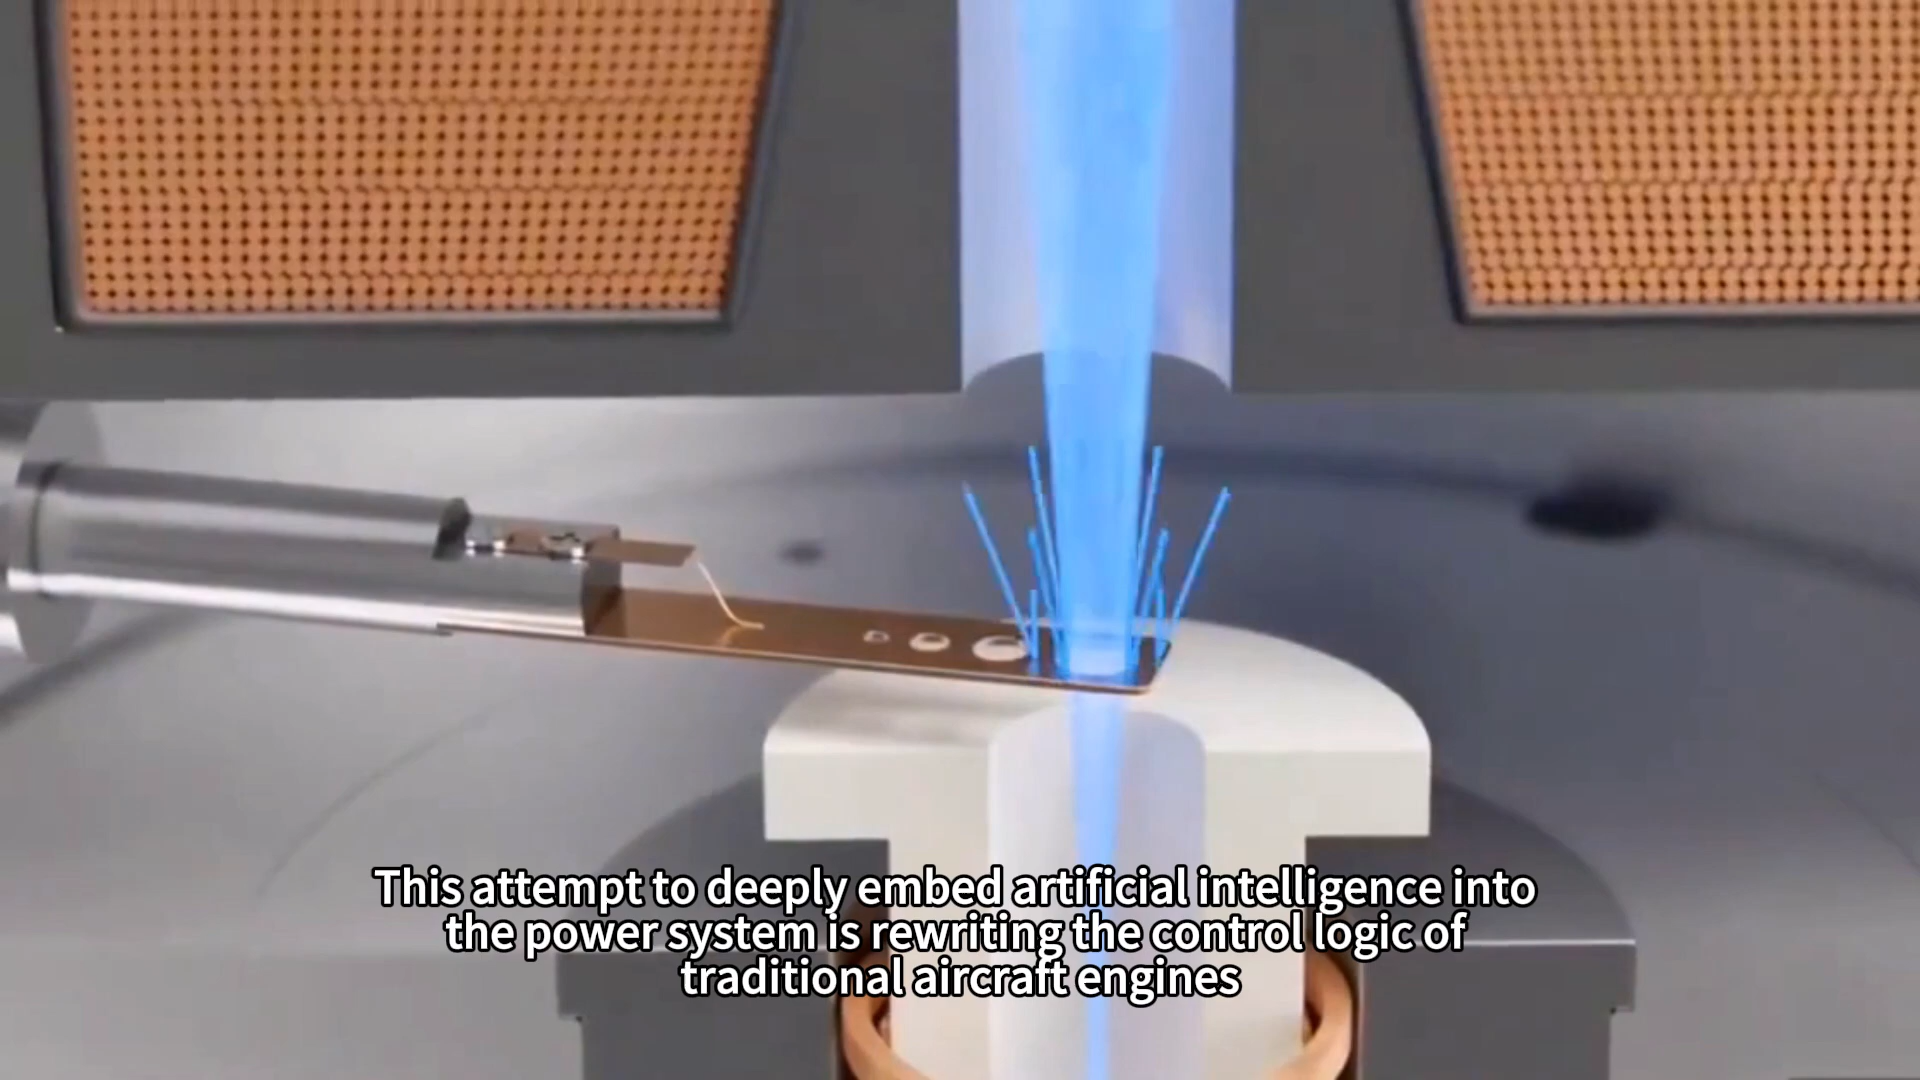 This attempt to deeply embed artificial intelligence into
the power system is rewriting the control logic of
traditional aircraft engines